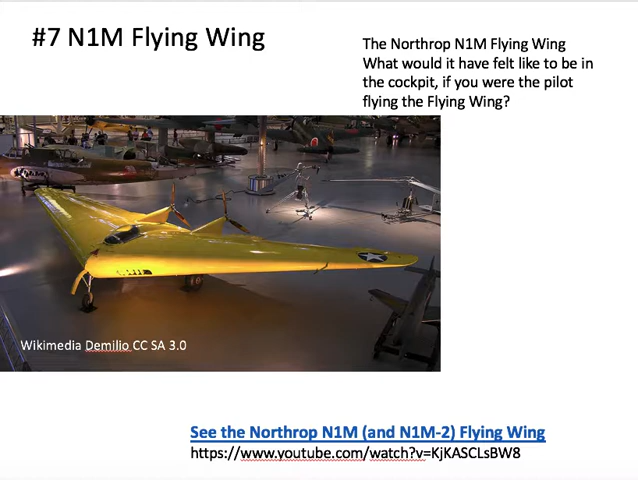 #7 N1M Flying Wing
The Northrop N1M Flying Wing
What would it have felt like to be in
the cockpit, if you were the pilot
flying the Flying Wing?
Wikimedia Demilio CC SA 3.0
See the Northrop N1M (and N1M-2) Flying Wing
https://www.youtube.com/watch?v=KjKASCLsBW8